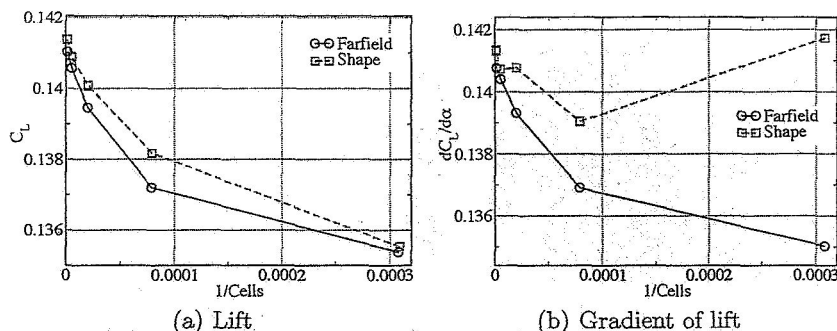 0.142
0.14
0.138
0.136
C_L
Farfield
Shape
0
0.0001
0.0002
0.0003
1/Cells
(a) Lift
0.142
0.14
0.138
0.136
dC_L/dα
Farfield
Shape
0
0.0001
0.0002
0.0003
1/Cells
(b) Gradient of lift